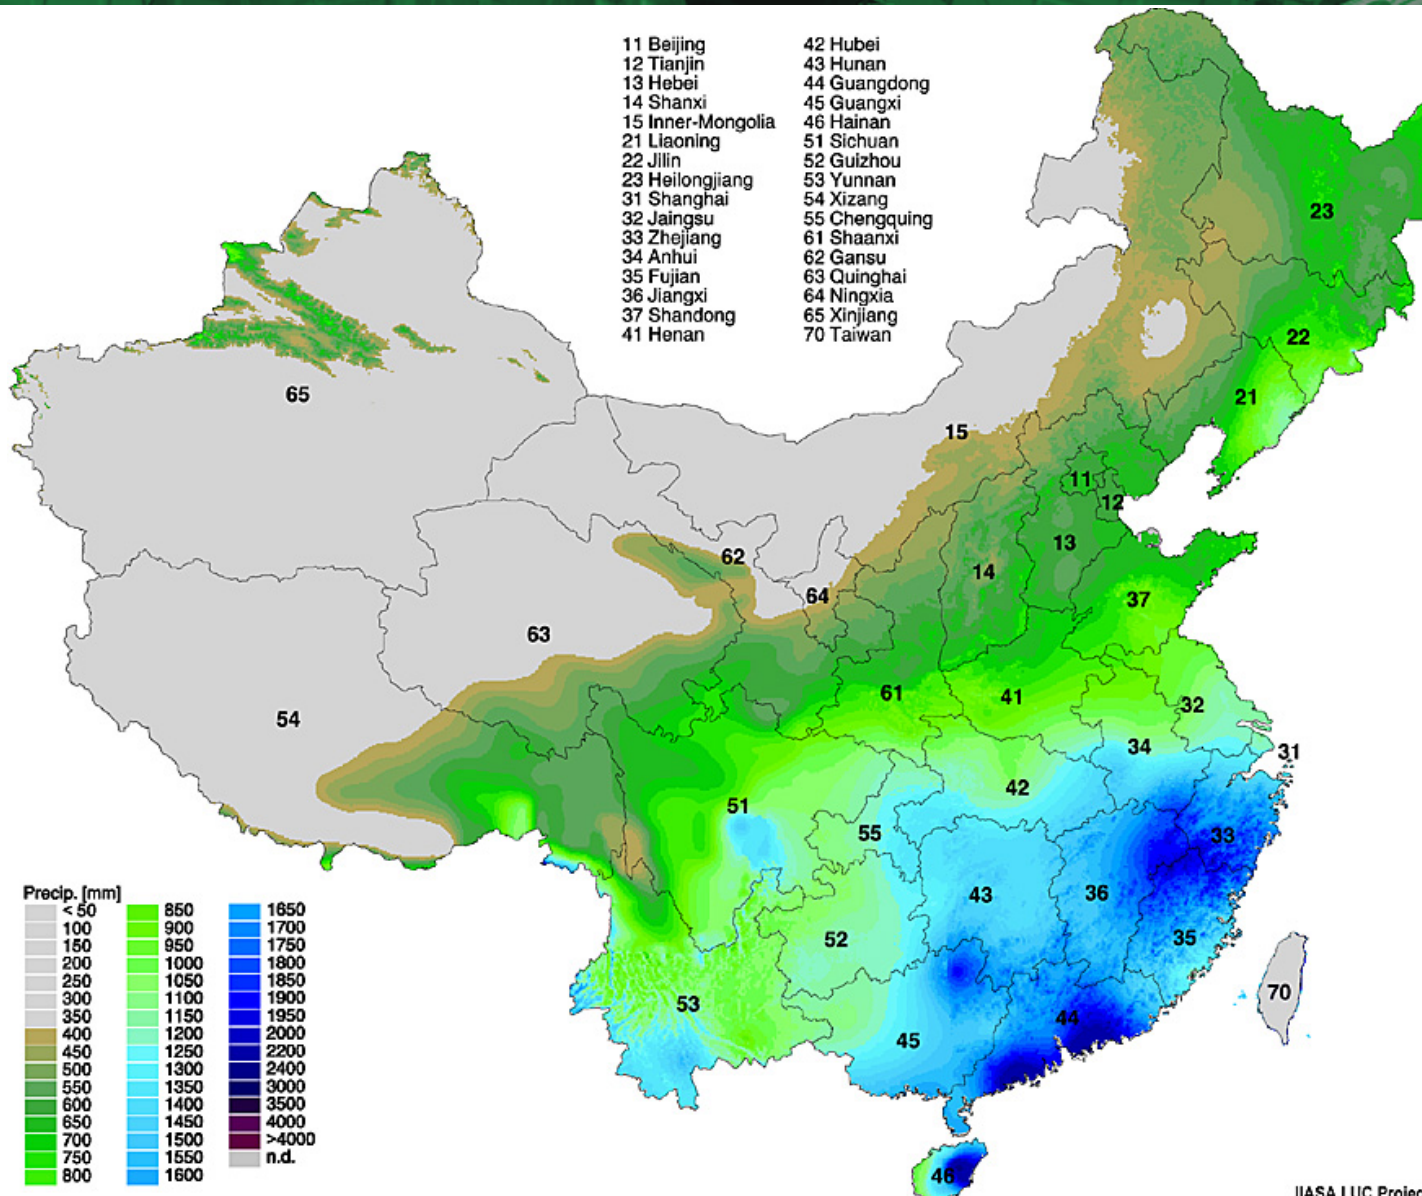 11 Beijing
12 Tianjin
13 Hebei
14 Shanxi
15 Inner-Mongolia
21 Liaoning
22 Jilin
23 Heilongjiang
31 Shanghai
32 Jaingsu
33 Zhejiang
34 Anhui
35 Fujian
36 Jiangxi
37 Shandong
41 Henan
42 Hubei
43 Hunan
44 Guangdong
45 Guangxi
46 Hainan
51 Sichuan
52 Guizhou
53 Yunnan
54 Xizang
55 Chengquing
61 Shaanxi
62 Gansu
63 Quinghai
64 Ningxia
65 Xinjiang
70 Taiwan
23
22
65
21
15
11
12
13
62
14
64
37
63
61
41
32
54
34
31
42
51
55
33
43
36
52
35
70
53
44
45
46
Precip. [mm]
< 50
100
150
200
250
300
350
400
450
500
550
600
650
700
750
800
850
900
950
1000
1050
1100
1150
1200
1250
1300
1350
1400
1450
1500
1550
1600
1650
1700
1750
1800
1850
1900
1950
2000
2200
2400
3000
3500
4000
>4000
n.d.
IIASA LUC Projec